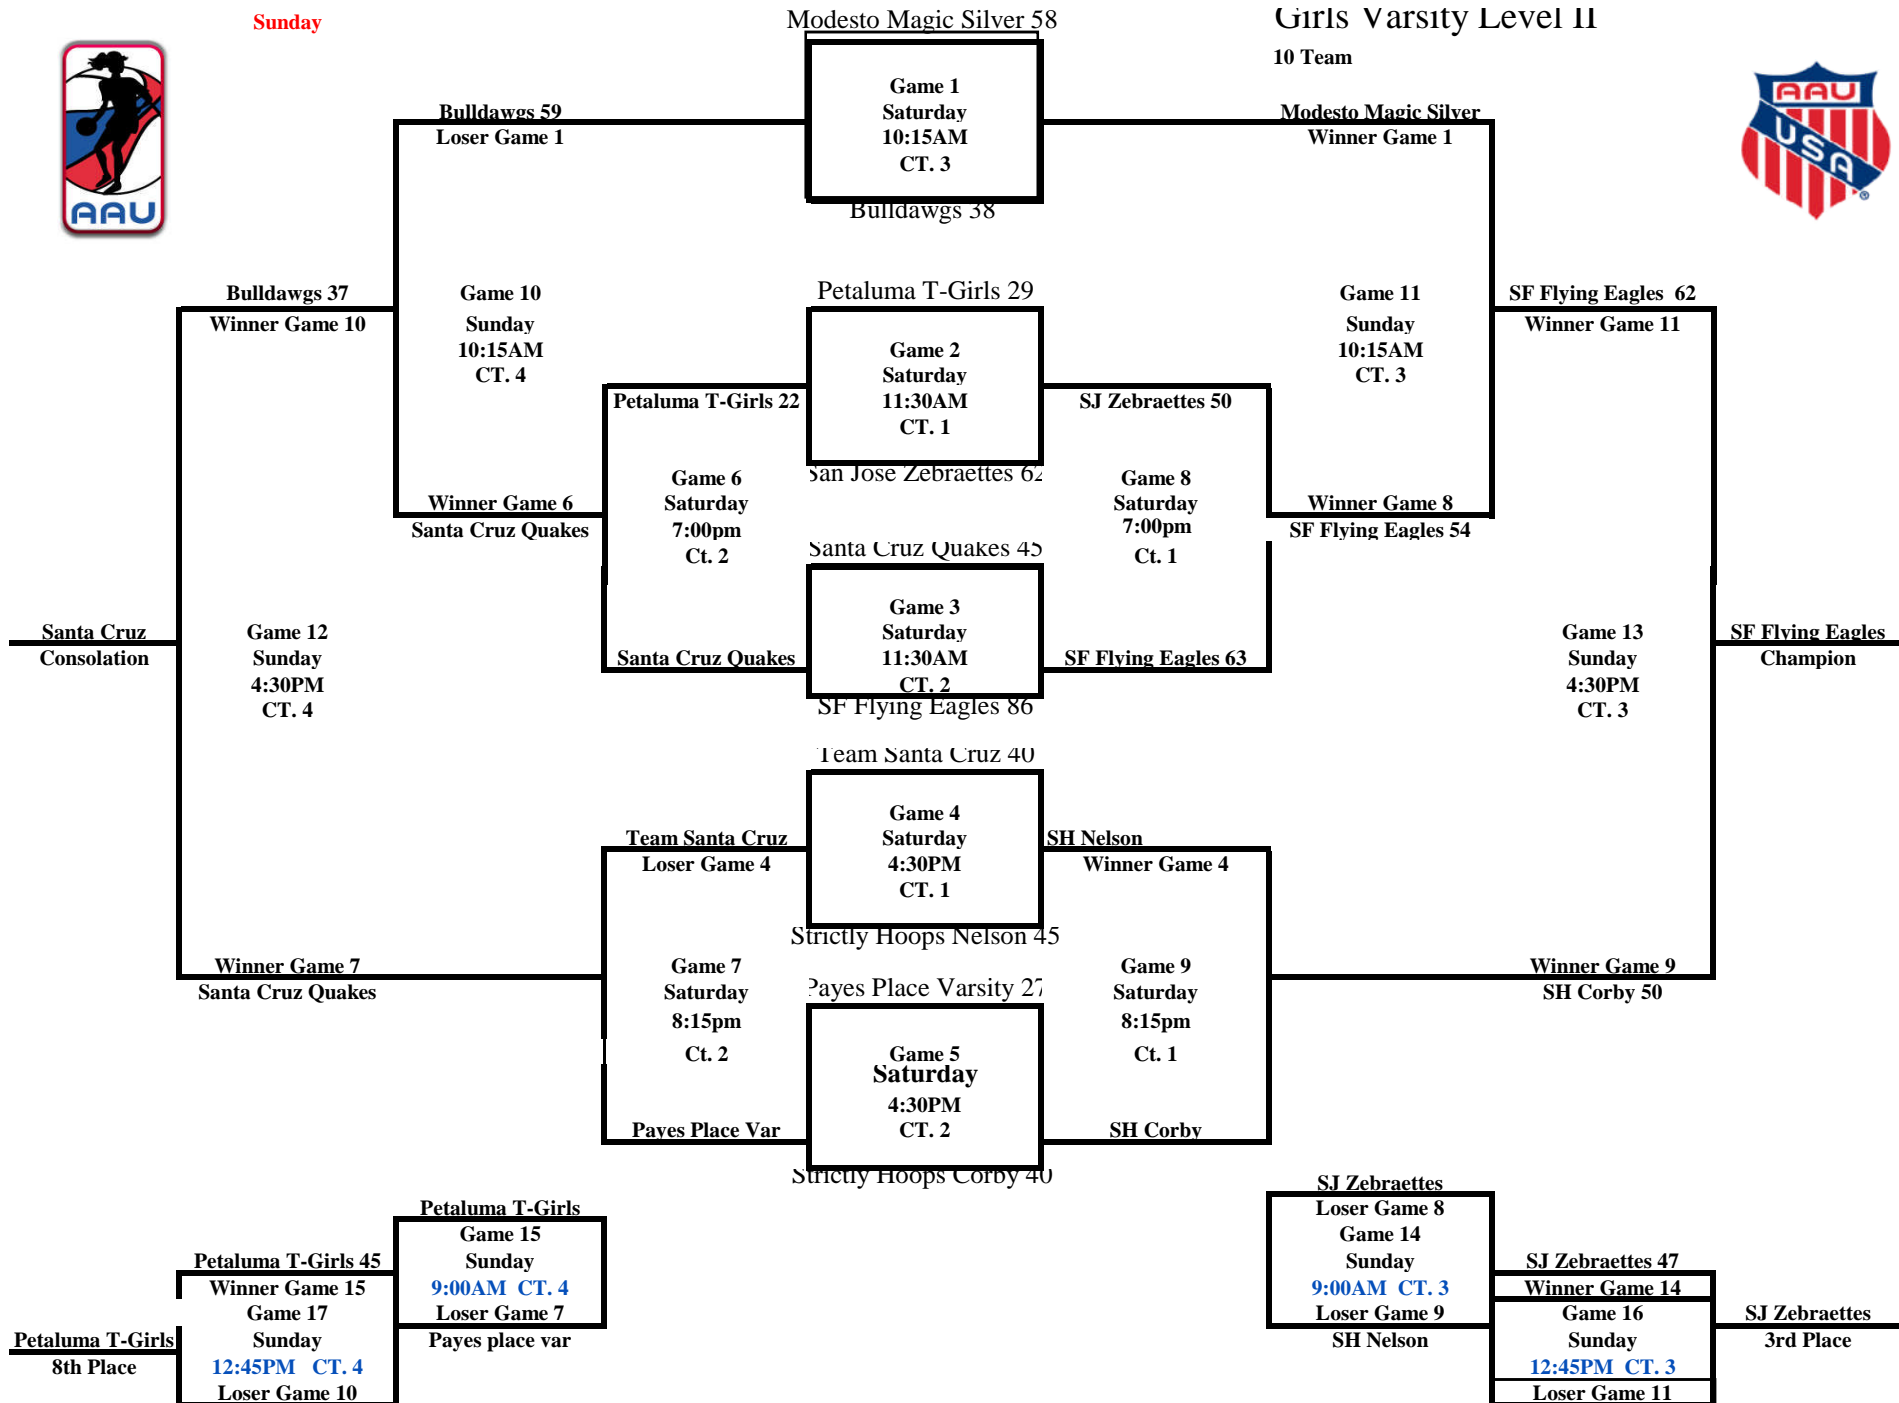 Sunday
Modesto Magic Silver 58
Girls Varsity Level II
10 Team
AAU
AAU
USA
®
Game 1
Saturday
10:15AM
CT. 3
Bulldawgs 59
Loser Game 1
Modesto Magic Silver
Winner Game 1
Bulldawgs 38
Bulldawgs 37
Winner Game 10
Game 10
Sunday
10:15AM
CT. 4
Petaluma T-Girls 29
Game 2
Saturday
11:30AM
CT. 1
San Jose Zebraettes 62
Game 11
Sunday
10:15AM
CT. 3
SF Flying Eagles 62
Winner Game 11
Petaluma T-Girls 22
SJ Zebraettes 50
Game 6
Saturday
7:00pm
Ct. 2
Game 8
Saturday
7:00pm
Ct. 1
Winner Game 6
Santa Cruz Quakes
Winner Game 8
SF Flying Eagles 54
Santa Cruz Quakes 45
Game 3
Saturday
11:30AM
CT. 2
SF Flying Eagles 86
Santa Cruz
Consolation
Game 12
Sunday
4:30PM
CT. 4
Santa Cruz Quakes
SF Flying Eagles 63
Game 13
Sunday
4:30PM
CT. 3
SF Flying Eagles
Champion
Team Santa Cruz 40
Game 4
Saturday
4:30PM
CT. 1
Strictly Hoops Nelson 45
Team Santa Cruz
Loser Game 4
SH Nelson
Winner Game 4
Winner Game 7
Santa Cruz Quakes
Game 7
Saturday
8:15pm
Ct. 2
Payes Place Varsity 27
Game 5
Saturday
4:30PM
CT. 2
Strictly Hoops Corby 40
Game 9
Saturday
8:15pm
Ct. 1
Winner Game 9
SH Corby 50
Payes Place Var
SH Corby
Petaluma T-Girls
Game 15
Sunday
9:00AM CT. 4
Loser Game 7
Payes place var
Petaluma T-Girls 45
Winner Game 15
Game 17
Sunday
12:45PM CT. 4
Loser Game 10
Petaluma T-Girls
8th Place
SJ Zebraettes
Loser Game 8
Game 14
Sunday
9:00AM CT. 3
Loser Game 9
SH Nelson
SJ Zebraettes 47
Winner Game 14
Game 16
Sunday
12:45PM CT. 3
Loser Game 11
SJ Zebraettes
3rd Place